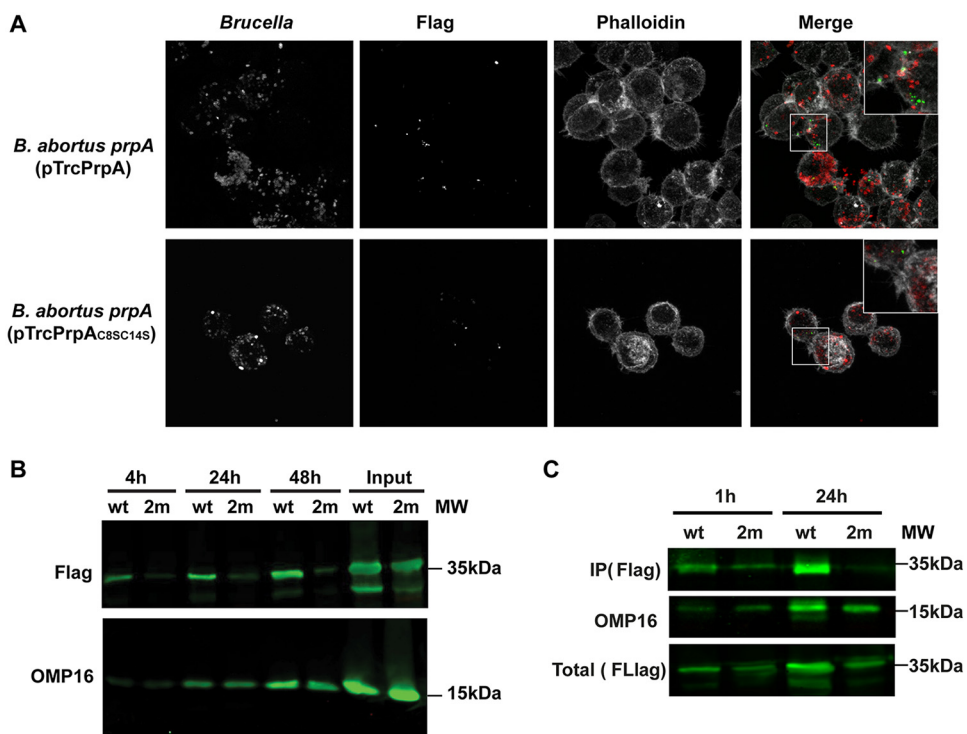 A
Brucella Flag Phalloidin Merge
B. abortus prpA
(pTrcPrpA)
B. abortus prpA
(pTrcPrpAC8SC14S)
B
4h 24h 48h Input
wt 2m wt 2m wt 2m wt 2m MW
Flag
35kDa
OMP16
15kDa
C
1h 24h
wt 2m wt 2m MW
IP( Flag)
35kDa
OMP16
15kDa
Total ( FLlag)
35kDa